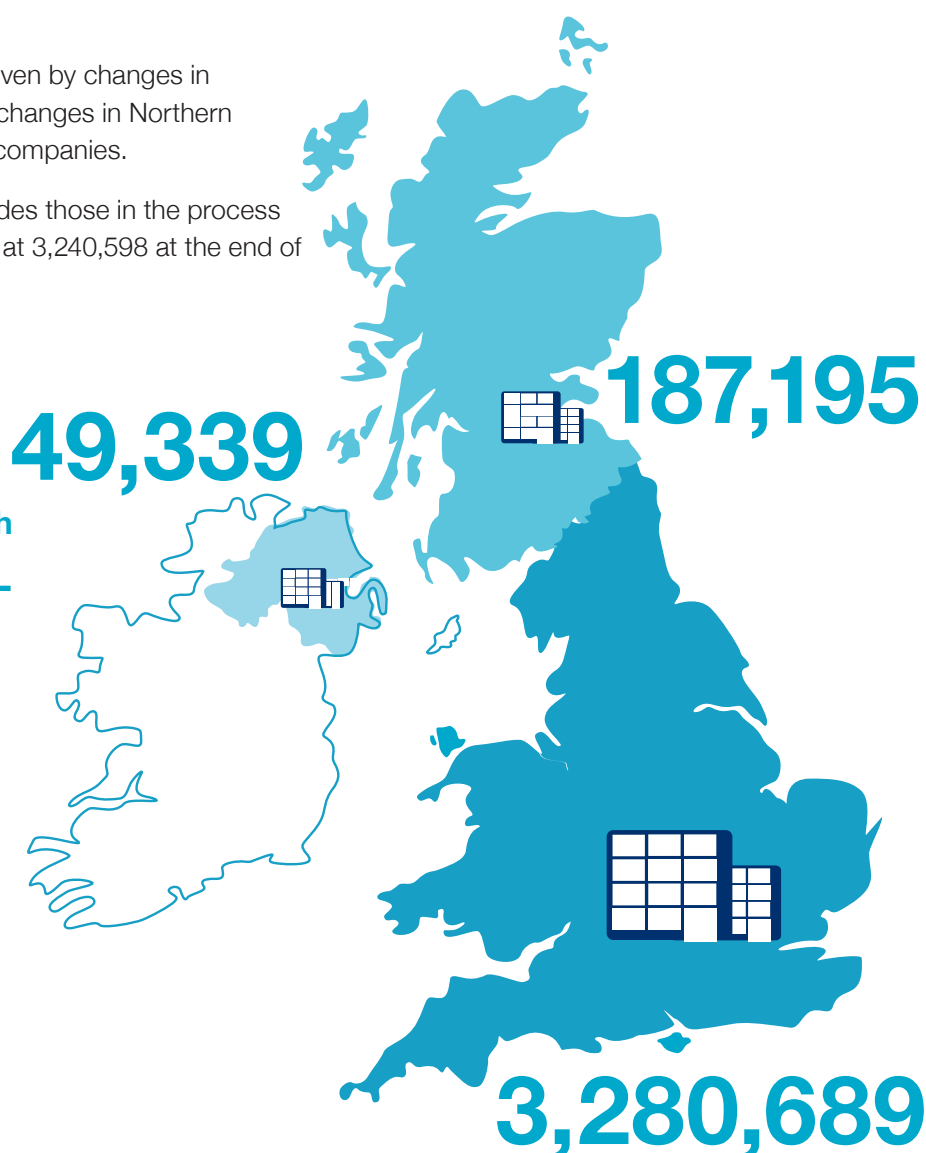 ven by changes in
changes in Northern
companies.
des those in the process
at 3,240,598 at the end of
187,195
49,339
h
3,280,689